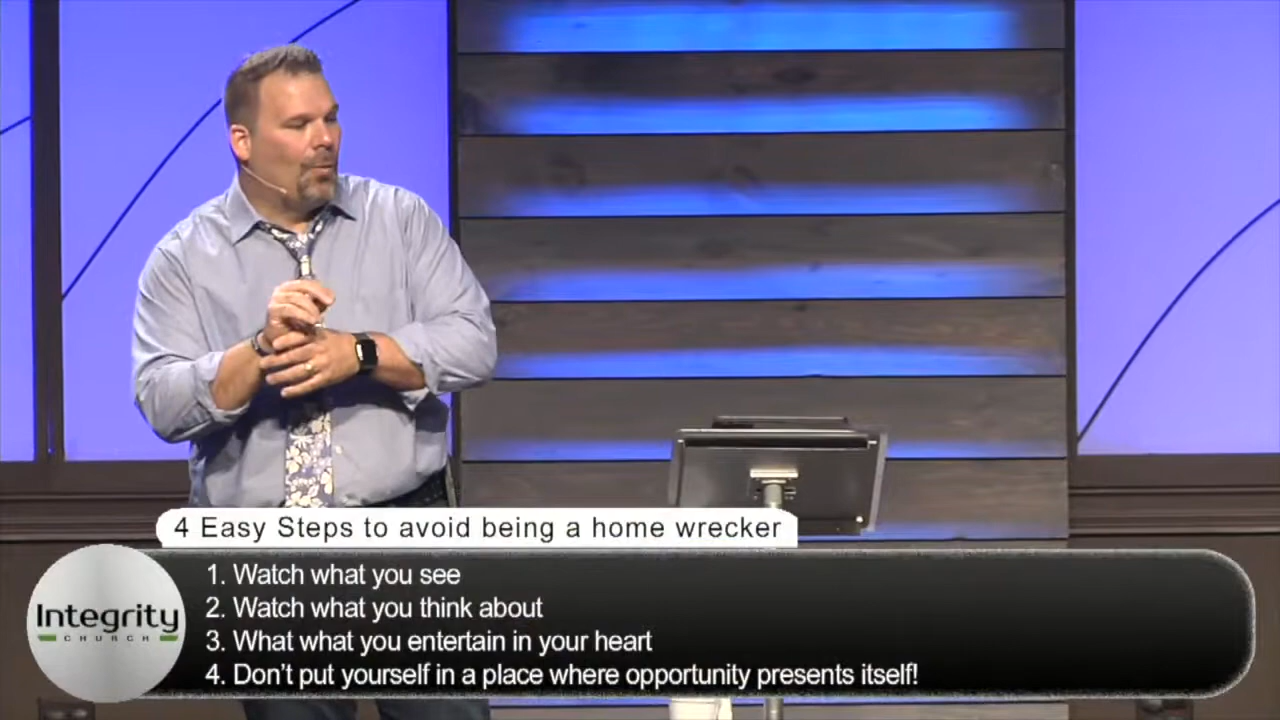 4 Easy Steps to avoid being a home wrecker
Integrity
CHURCH
1. Watch what you see
2. Watch what you think about
3. What what you entertain in your heart
4. Don't put yourself in a place where opportunity presents itself!